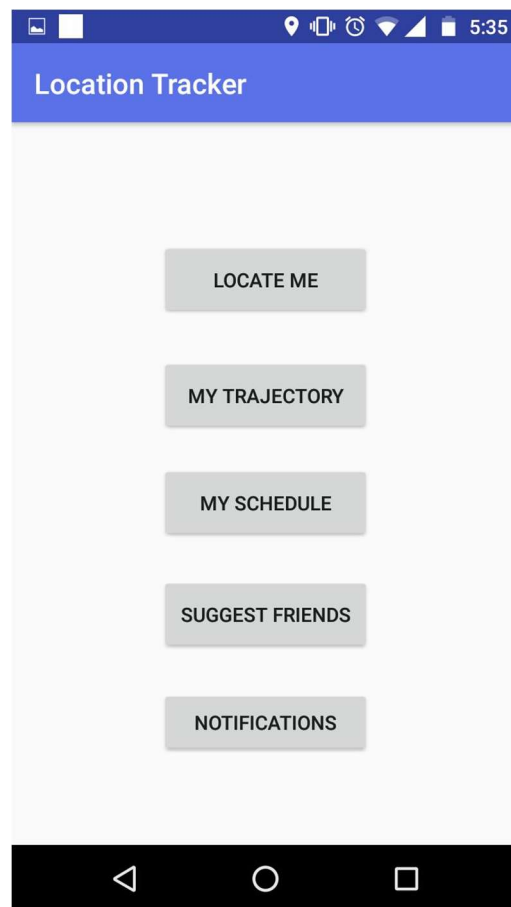 5:35
Location Tracker
LOCATE ME
MY TRAJECTORY
MY SCHEDULE
SUGGEST FRIENDS
NOTIFICATIONS